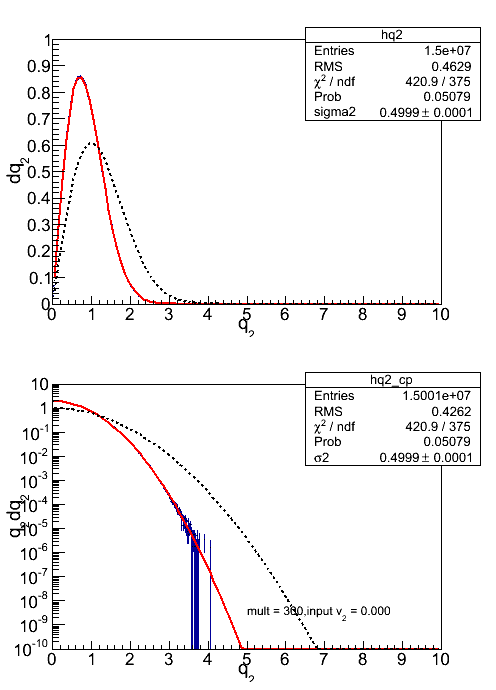 hq2
Entries 1.5e+07
RMS 0.4629
χ² / ndf 420.9 / 375
Prob 0.05079
sigma2 0.4999 ± 0.0001
1
0.9
0.8
0.7
0.6
0.5
0.4
0.3
0.2
0.1
0
dq₂
0 1 2 3 4 5 6 7 8 9 10
q₂
hq2_cp
Entries 1.5001e+07
RMS 0.4262
χ² / ndf 420.9 / 375
Prob 0.05079
σ2 0.4999 ± 0.0001
10
1
10⁻¹
10⁻²
10⁻³
10⁻⁴
10⁻⁵
10⁻⁶
10⁻⁷
10⁻⁸
10⁻⁹
10⁻¹⁰
q₂dq₂
mult = 300,input v₂ = 0.000
0 1 2 3 4 5 6 7 8 9 10
q₂